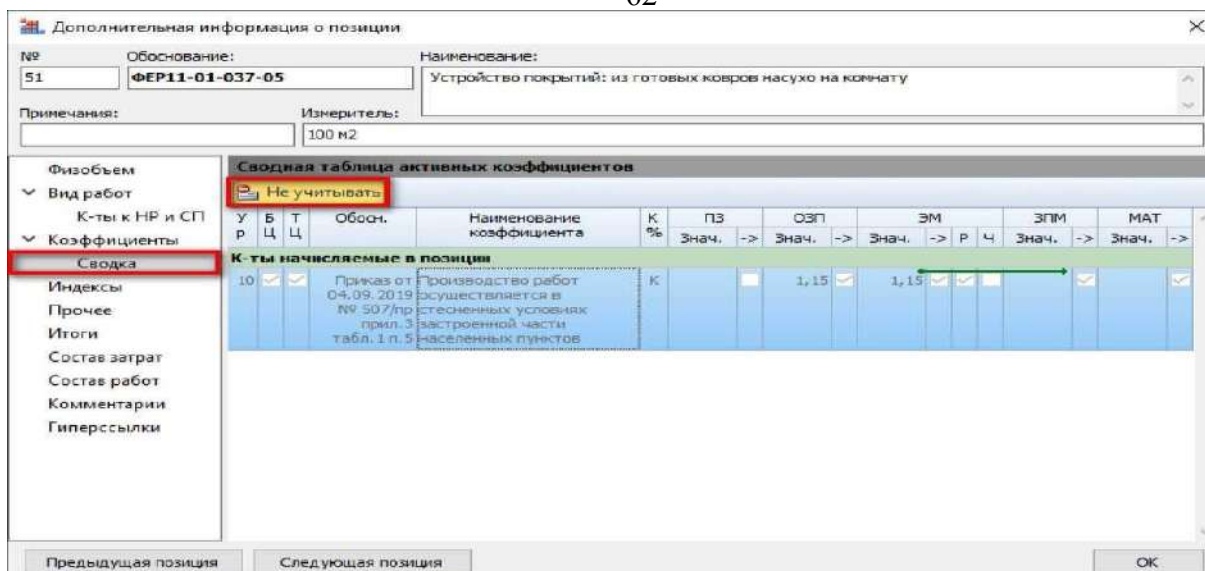 62
Дополнительная информация о позиции
№ Обоснование: Наименование:
51 ФЕР11-01-037-05 Устройство покрытий: из готовых ковров насухо на комнату
Примечания: Измеритель:
100 м2
Физобъем
Вид работ
К-ты к НР и СП
Коэффициенты
Сводка
Индексы
Прочее
Итоги
Состав затрат
Состав работ
Комментарии
Гиперссылки
Сводная таблица активных коэффициентов
Не учитывать
У Б Т Обосн. Наименование К ПЗ ОЗП ЭМ ЗПМ МАТ
р Ц Ц коэффициента % Знач. -> Знач. -> Знач. -> Р Ч Знач. -> Знач. ->
К-ты начисляемые в позиции
10 Приказ от Производство работ К 1,15 1,15
04.09.2019 осуществляется в
№ 507/пр стесненных условиях
прил.3 застроенной части
табл.1 п.5 населенных пунктов
Предыдущая позиция Следующая позиция ОК